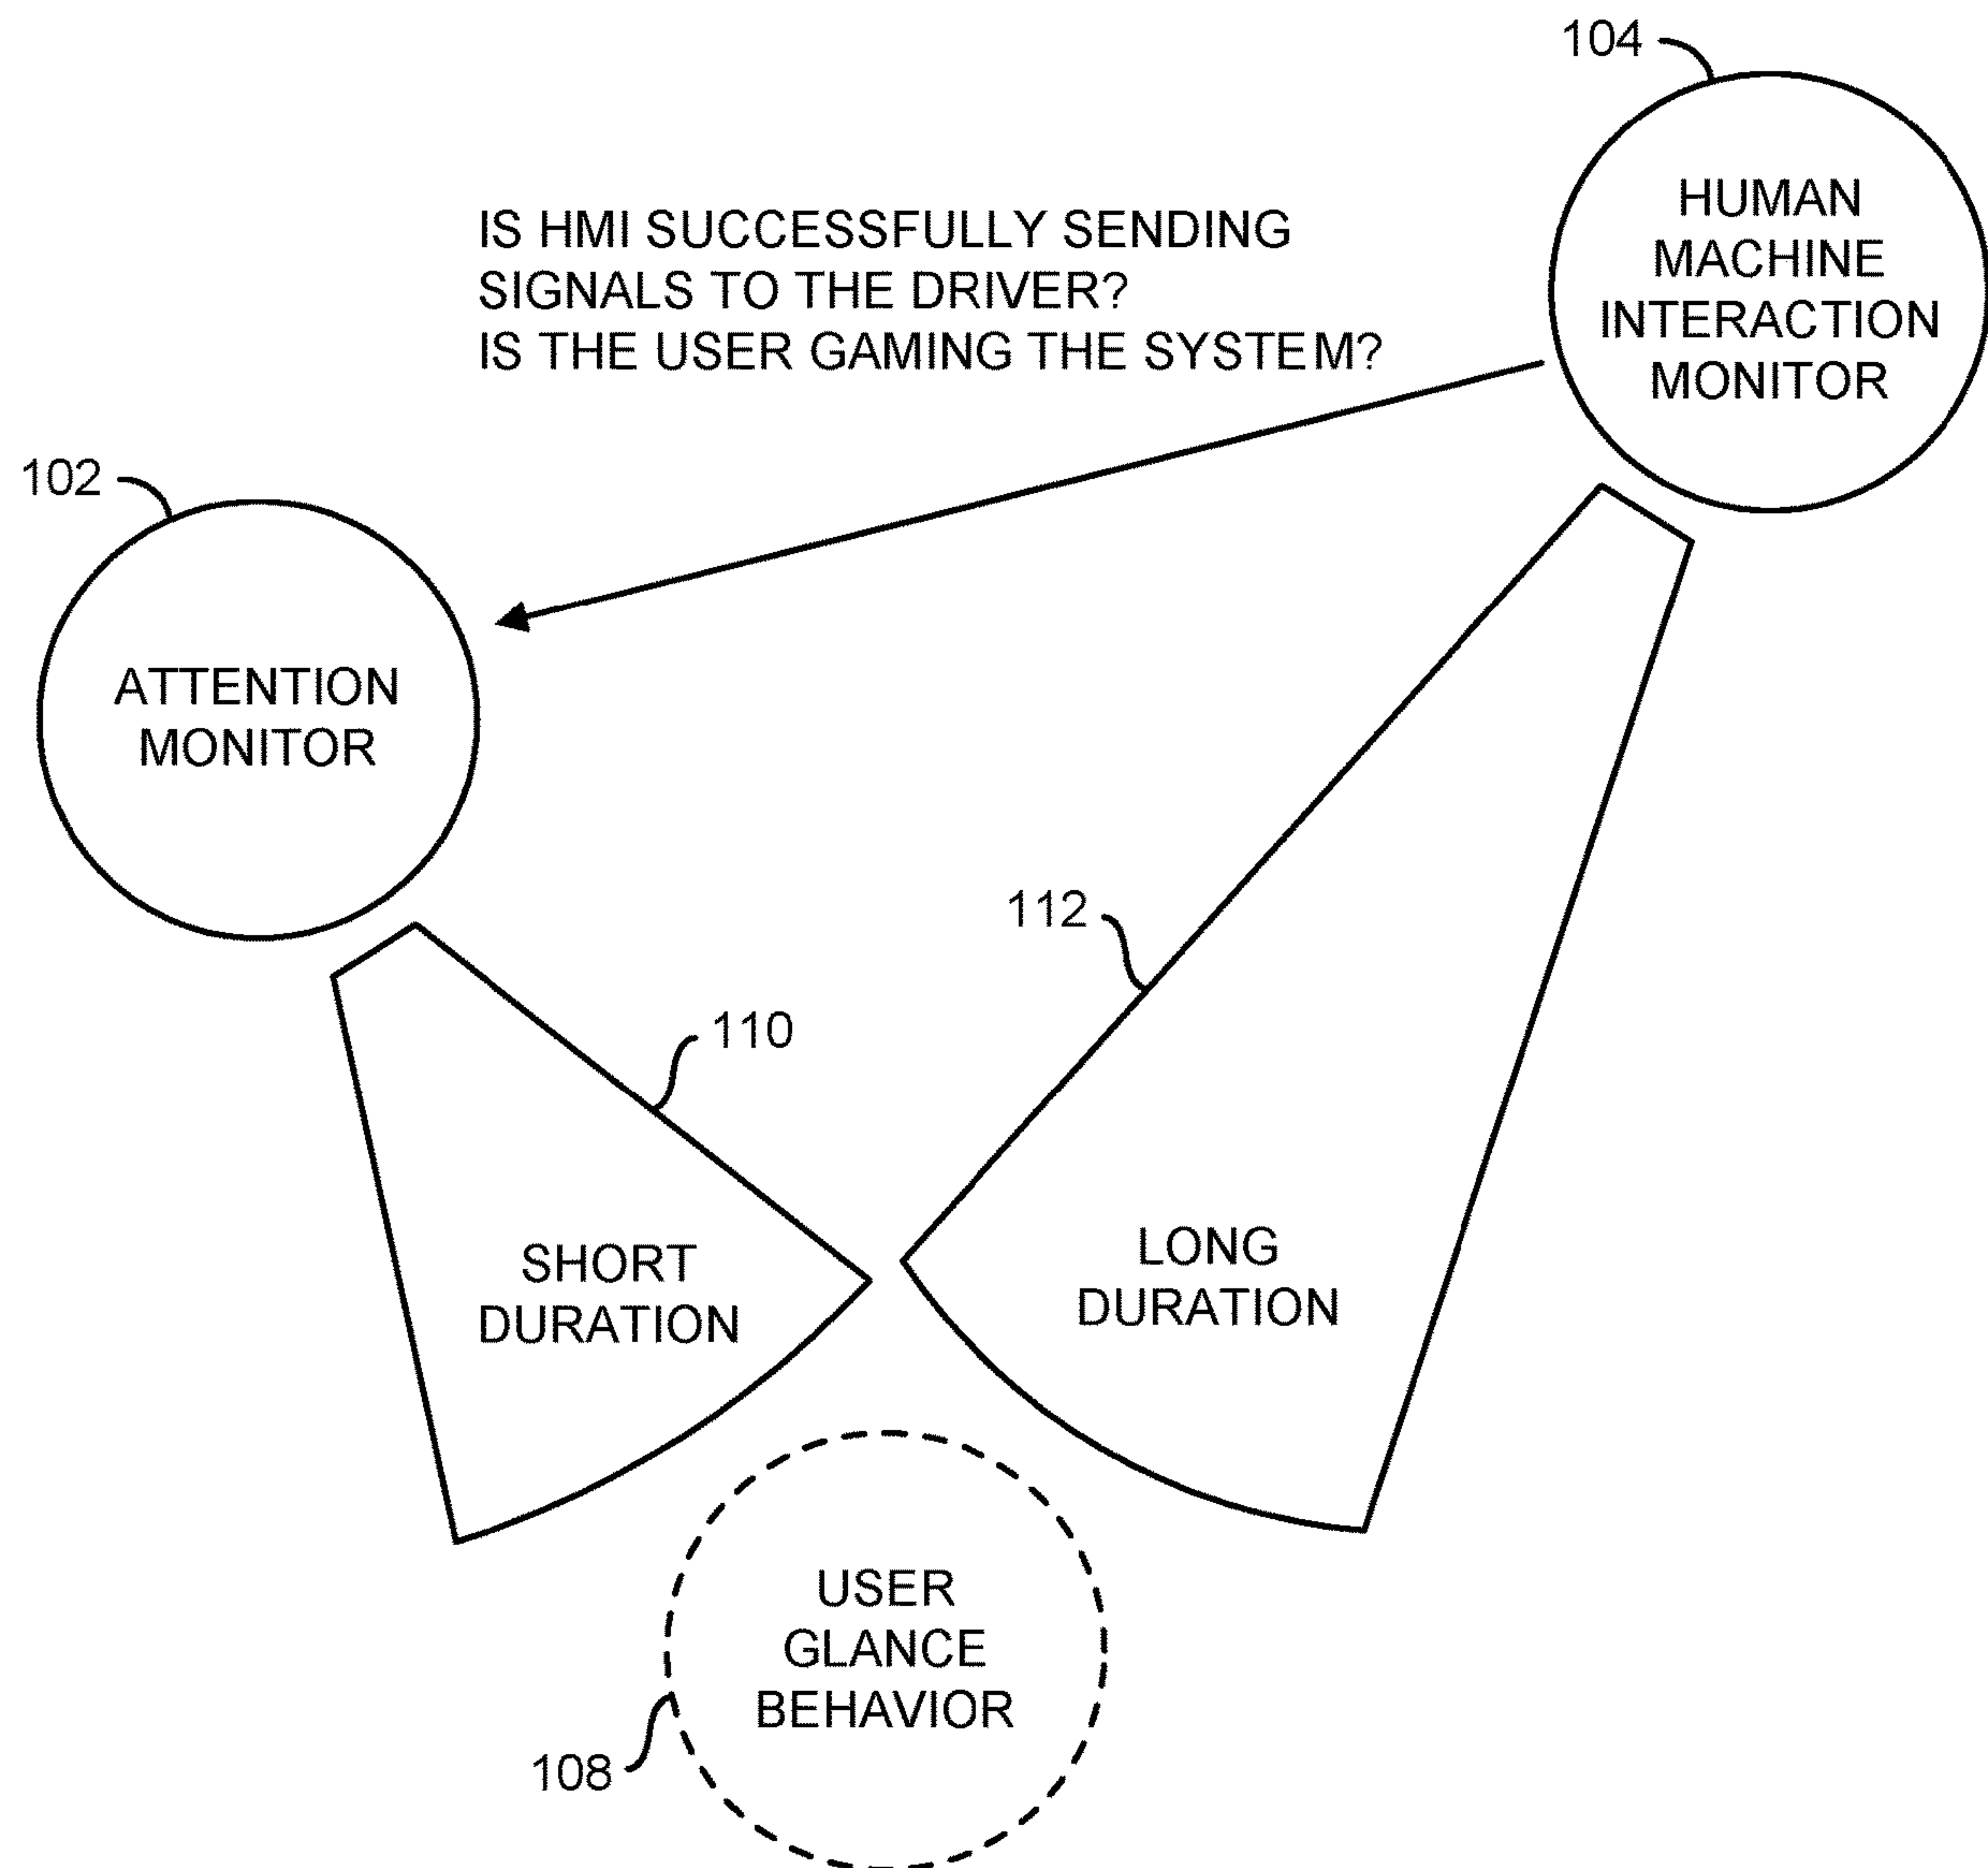 104
HUMAN
MACHINE
INTERACTION
MONITOR
IS HMI SUCCESSFULLY SENDING
SIGNALS TO THE DRIVER?
IS THE USER GAMING THE SYSTEM?
102
ATTENTION
MONITOR
112
110
SHORT
DURATION
LONG
DURATION
USER
GLANCE
BEHAVIOR
108